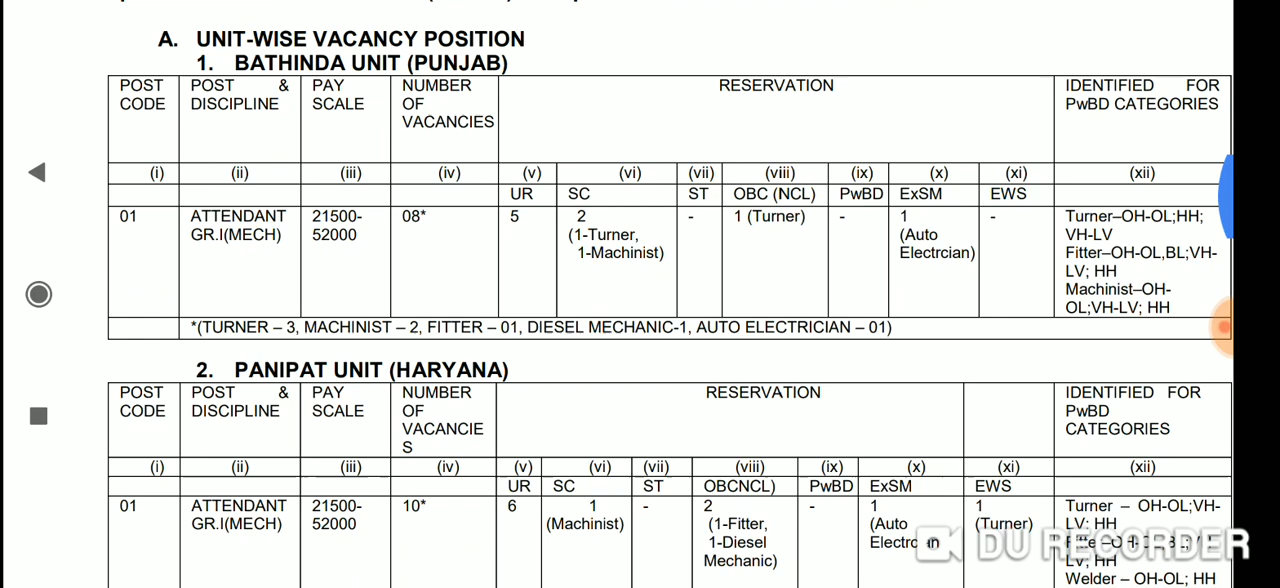 A. UNIT-WISE VACANCY POSITION
1. BATHINDA UNIT (PUNJAB)
POST CODE POST & DISCIPLINE PAY SCALE NUMBER OF VACANCIES RESERVATION IDENTIFIED FOR PwBD CATEGORIES
(i) (ii) (iii) (iv) (v) (vi) (vii) (viii) (ix) (x) (xi) (xii)
UR SC ST OBC (NCL) PwBD ExSM EWS
01 ATTENDANT 21500- 08* 5 2 - 1 (Turner) - 1 - Turner–OH-OL;HH;
GR.I(MECH) 52000 (1-Turner, (Auto VH-LV
1-Machinist) Electrcian) Fitter–OH-OL,BL;VH-
LV; HH
Machinist–OH-
OL;VH-LV; HH
*(TURNER – 3, MACHINIST – 2, FITTER – 01, DIESEL MECHANIC-1, AUTO ELECTRICIAN – 01)
2. PANIPAT UNIT (HARYANA)
POST POST & PAY NUMBER RESERVATION IDENTIFIED FOR
CODE DISCIPLINE SCALE OF PwBD
VACANCIE CATEGORIES
S
(i) (ii) (iii) (iv) (v) (vi) (vii) (viii) (ix) (x) (xi) (xii)
UR SC ST OBCNCL) PwBD ExSM EWS
01 ATTENDANT 21500- 10* 6 1 - 2 - 1 1 Turner – OH-OL;VH-
GR.I(MECH) 52000 (Machinist) (1-Fitter, (Auto (Turner) LV; HH
1-Diesel
Mechanic) LV; HH
Welder – OH-OL; HH
DU RECORDER